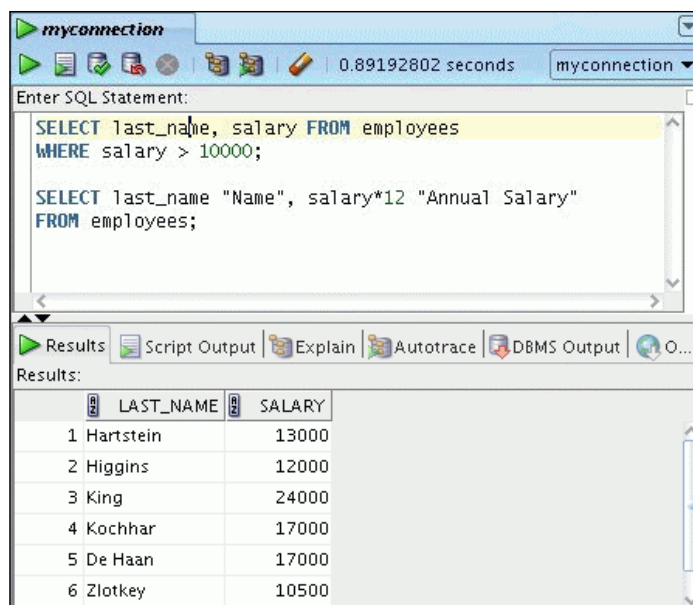 myconnection
0.89192802 seconds myconnection
Enter SQL Statement:
SELECT last_name, salary FROM employees
WHERE salary > 10000;
SELECT last_name "Name", salary*12 "Annual Salary"
FROM employees;
Results Script Output Explain Autotrace DBMS Output O...
Results:
LAST_NAME SALARY
1 Hartstein 13000
2 Higgins 12000
3 King 24000
4 Kochhar 17000
5 De Haan 17000
6 Zlotkey 10500